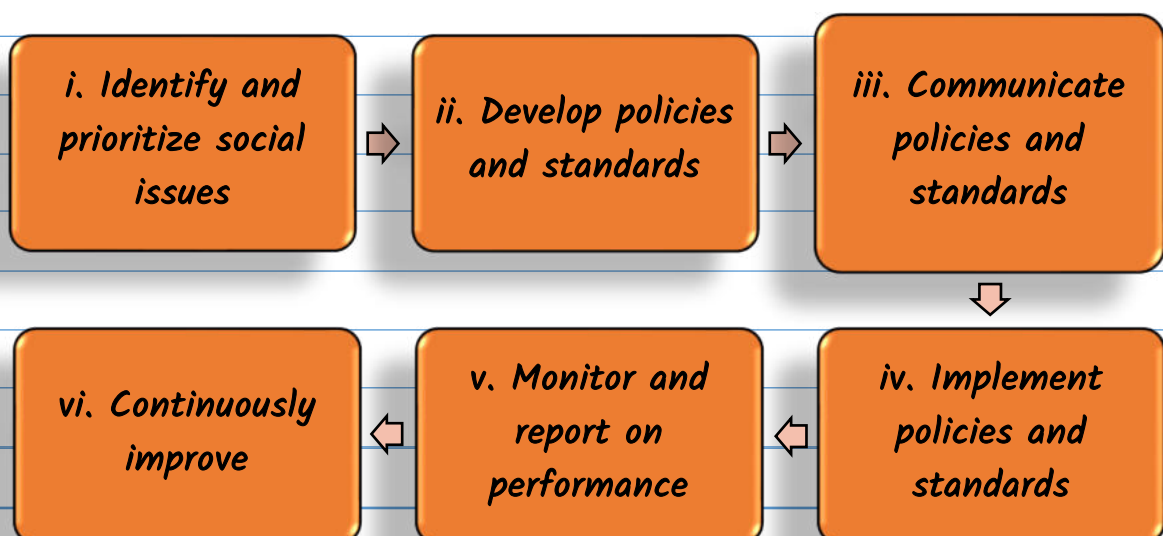 i. Identify and
prioritize social
issues
ii. Develop policies
and standards
iii. Communicate
policies and
standards
iv. Implement
policies and
standards
v. Monitor and
report on
performance
vi. Continuously
improve